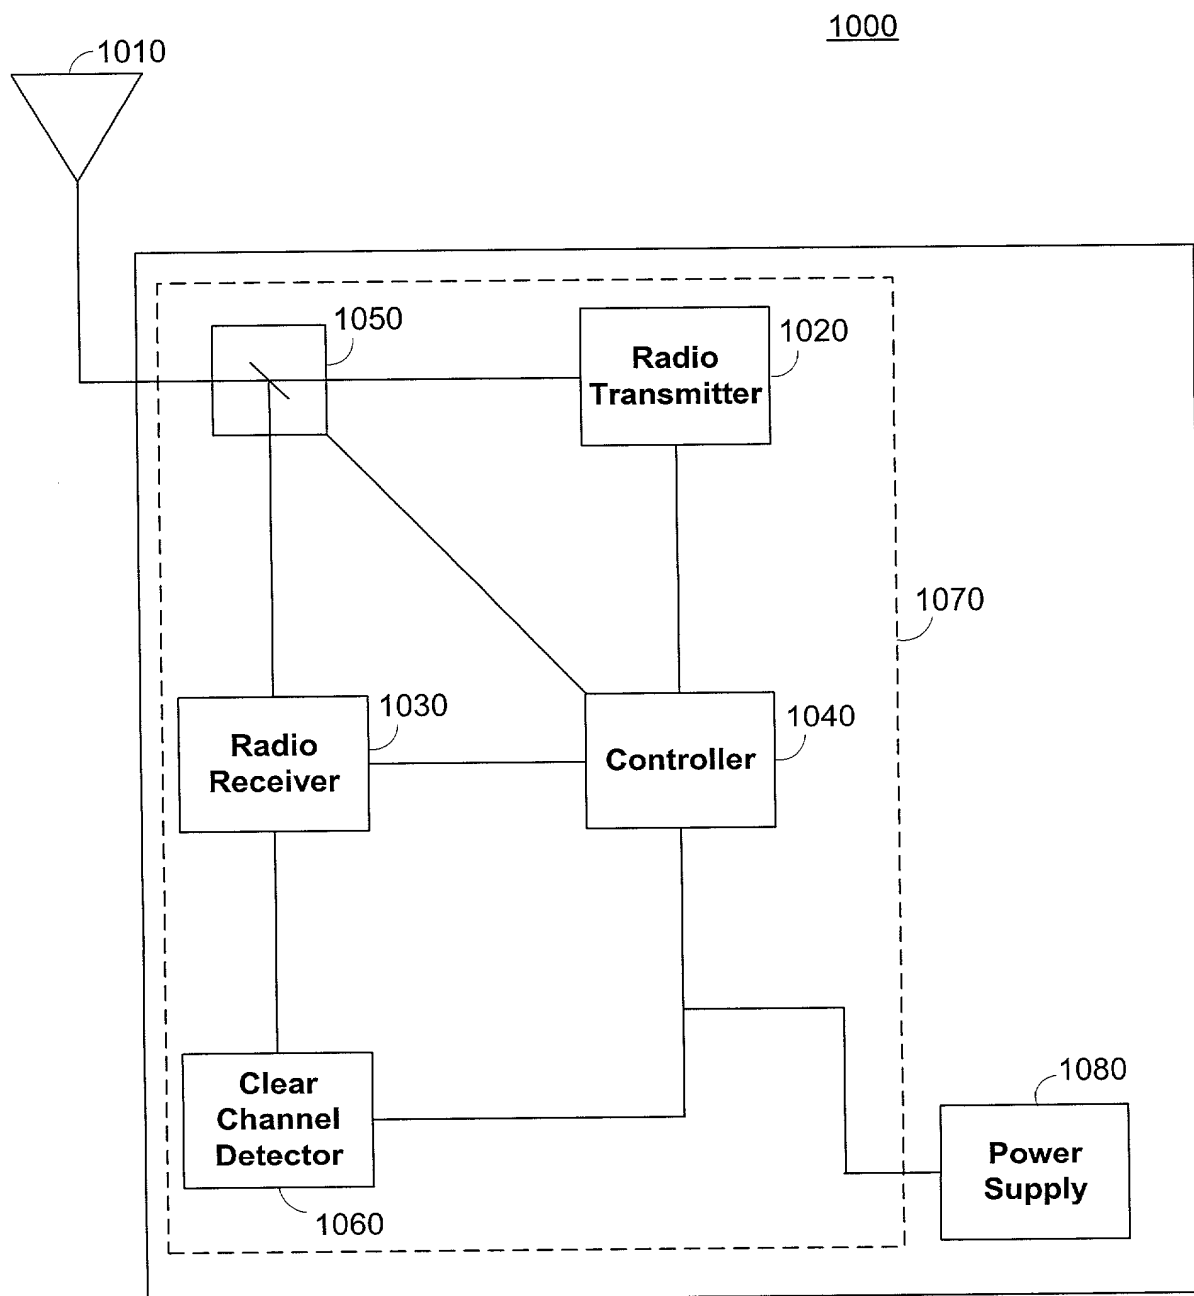 1000
1010
1050
Radio
Transmitter
1020
1070
Radio
Receiver
1030
Controller
1040
Clear
Channel
Detector
1060
1080
Power
Supply